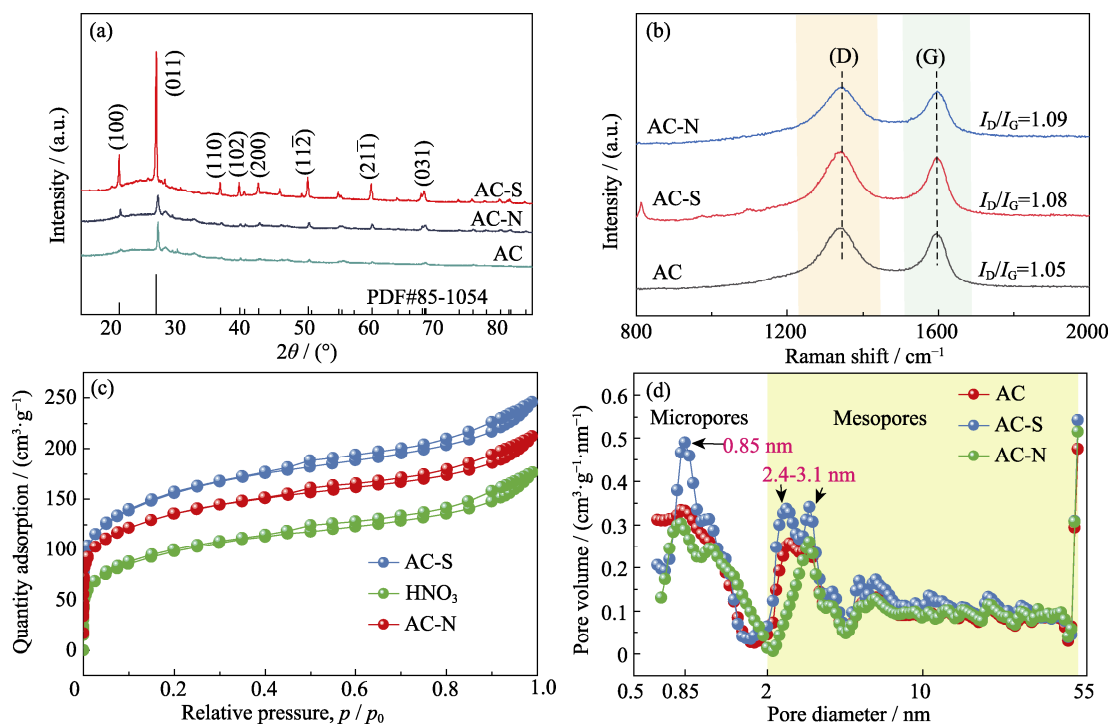 (a)
(100)
(011)
(110)
(102)
(200)
(11̄2̄)
(21̄1̄)
(031)
AC-S
AC-N
AC
PDF#85-1054
20 30 40 50 60 70 80
2θ / (°)
Intensity / (a.u.)
(b)
(D)
(G)
AC-N
I_D/I_G=1.09
AC-S
I_D/I_G=1.08
AC
I_D/I_G=1.05
800 1200 1600 2000
Raman shift / cm⁻¹
Intensity / (a.u.)
(c)
250
200
150
100
50
0
AC-S
HNO₃
AC-N
0 0.2 0.4 0.6 0.8 1.0
Relative pressure, p / p₀
Quantity adsorption / (cm³·g⁻¹)
(d)
0.6
0.5
0.4
0.3
0.2
0.1
0
Micropores
Mesopores
AC
AC-S
AC-N
0.85 nm
2.4-3.1 nm
0.5 0.85 2 10 55
Pore diameter / nm
Pore volume / (cm³·g⁻¹·nm⁻¹)